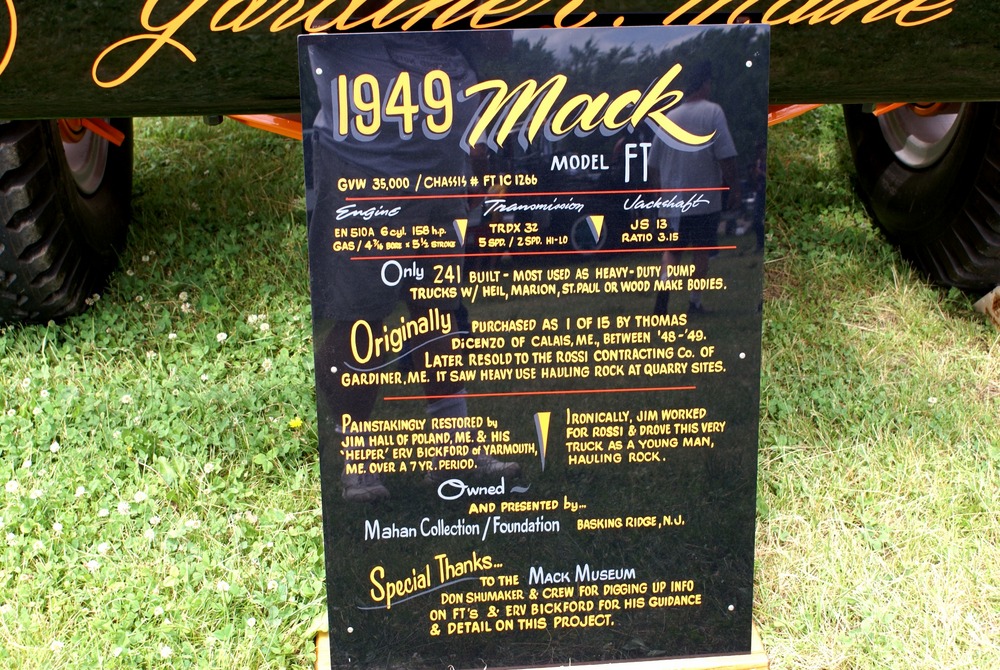 Gardiner, Maine
1949 Mack
MODEL FT
GVW 35,000 / CHASSIS # FT 1C 1266
Engine Transmission Jackshaft
EN 510A 6 cyl. 158 h.p. TRDX 32 JS 13
GAS / 4 3/8 BORE x 5 1/2 STROKE 5 SPD. / 2 SPD. HI-LO RATIO 3.15
Only 241 BUILT - MOST USED AS HEAVY-DUTY DUMP
TRUCKS W/ HEIL, MARION, ST. PAUL OR WOOD MAKE BODIES.
Originally PURCHASED AS 1 OF 15 BY THOMAS
DiCENZO OF CALAIS, ME., BETWEEN '48-'49.
LATER RESOLD TO THE ROSSI CONTRACTING Co. OF
GARDINER, ME. IT SAW HEAVY USE HAULING ROCK AT QUARRY SITES.
PAINSTAKINGLY RESTORED by
JIM HALL OF POLAND, ME. & HIS
'HELPER' ERV BICKFORD of YARMOUTH,
ME. OVER A 7 YR. PERIOD.
IRONICALLY, JIM WORKED
FOR ROSSI & DROVE THIS VERY
TRUCK AS A YOUNG MAN,
HAULING ROCK.
Owned ~
AND PRESENTED by...
Mahan Collection / Foundation BASKING RIDGE, N.J.
Special Thanks...
TO THE MACK MUSEUM
DON SHUMAKER & CREW FOR DIGGING UP INFO
ON FT'S & ERV BICKFORD FOR HIS GUIDANCE
& DETAIL ON THIS PROJECT.